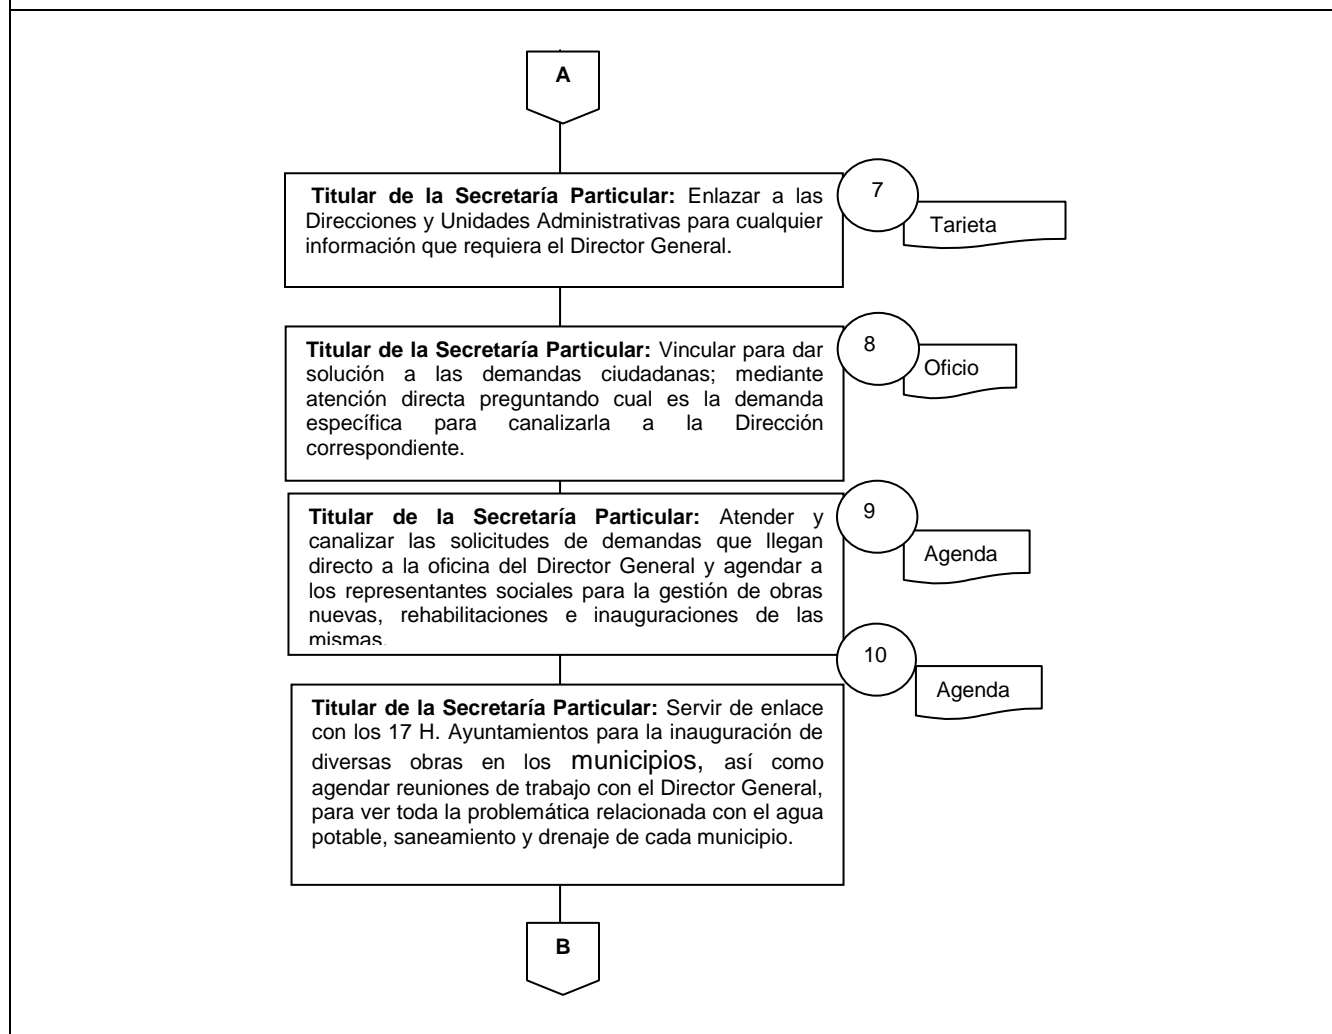 A
Titular de la Secretaría Particular: Enlazar a las
Direcciones y Unidades Administrativas para cualquier
información que requiera el Director General.
7
Tarjeta
Titular de la Secretaría Particular: Vincular para dar
solución a las demandas ciudadanas; mediante
atención directa preguntando cual es la demanda
específica para canalizarla a la Dirección
correspondiente.
8
Oficio
Titular de la Secretaría Particular: Atender y
canalizar las solicitudes de demandas que llegan
directo a la oficina del Director General y agendar a
los representantes sociales para la gestión de obras
nuevas, rehabilitaciones e inauguraciones de las
mismas.
9
Agenda
10
Agenda
Titular de la Secretaría Particular: Servir de enlace
con los 17 H. Ayuntamientos para la inauguración de
diversas obras en los municipios, así como
agendar reuniones de trabajo con el Director General,
para ver toda la problemática relacionada con el agua
potable, saneamiento y drenaje de cada municipio.
B